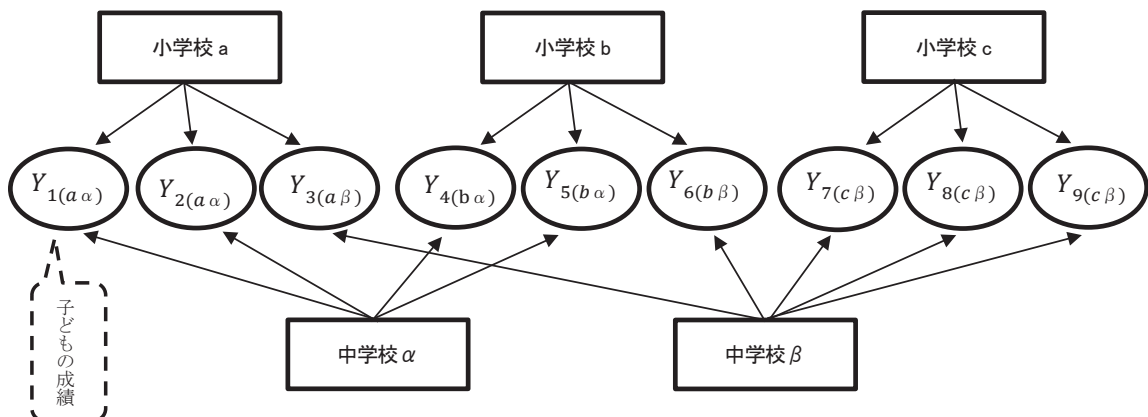 小学校 a
小学校 b
小学校 c
Y1(aα)
Y2(aα)
Y3(aβ)
Y4(bα)
Y5(bα)
Y6(bβ)
Y7(cβ)
Y8(cβ)
Y9(cβ)
子どもの成績
中学校 α
中学校 β